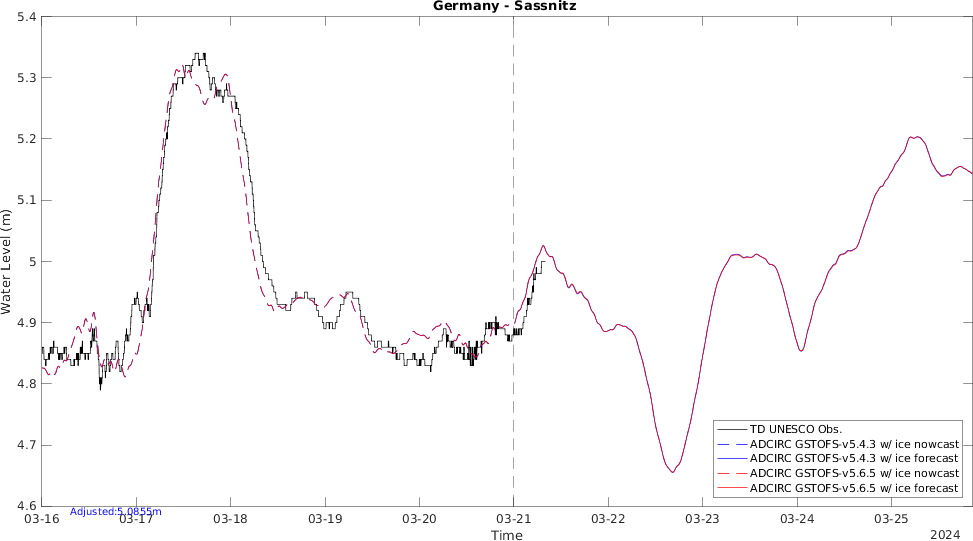 Germany - Sassnitz
5.4
5.3
5.2
5.1
5
4.9
4.8
4.7
4.6
Water Level (m)
TD UNESCO Obs.
ADCIRC GSTOFS-v5.4.3 w/ ice nowcast
ADCIRC GSTOFS-v5.4.3 w/ ice forecast
ADCIRC GSTOFS-v5.6.5 w/ ice nowcast
ADCIRC GSTOFS-v5.6.5 w/ ice forecast
Adjusted:5.0855m
03-16 03-17 03-18 03-19 03-20 03-21 03-22 03-23 03-24 03-25
Time
2024